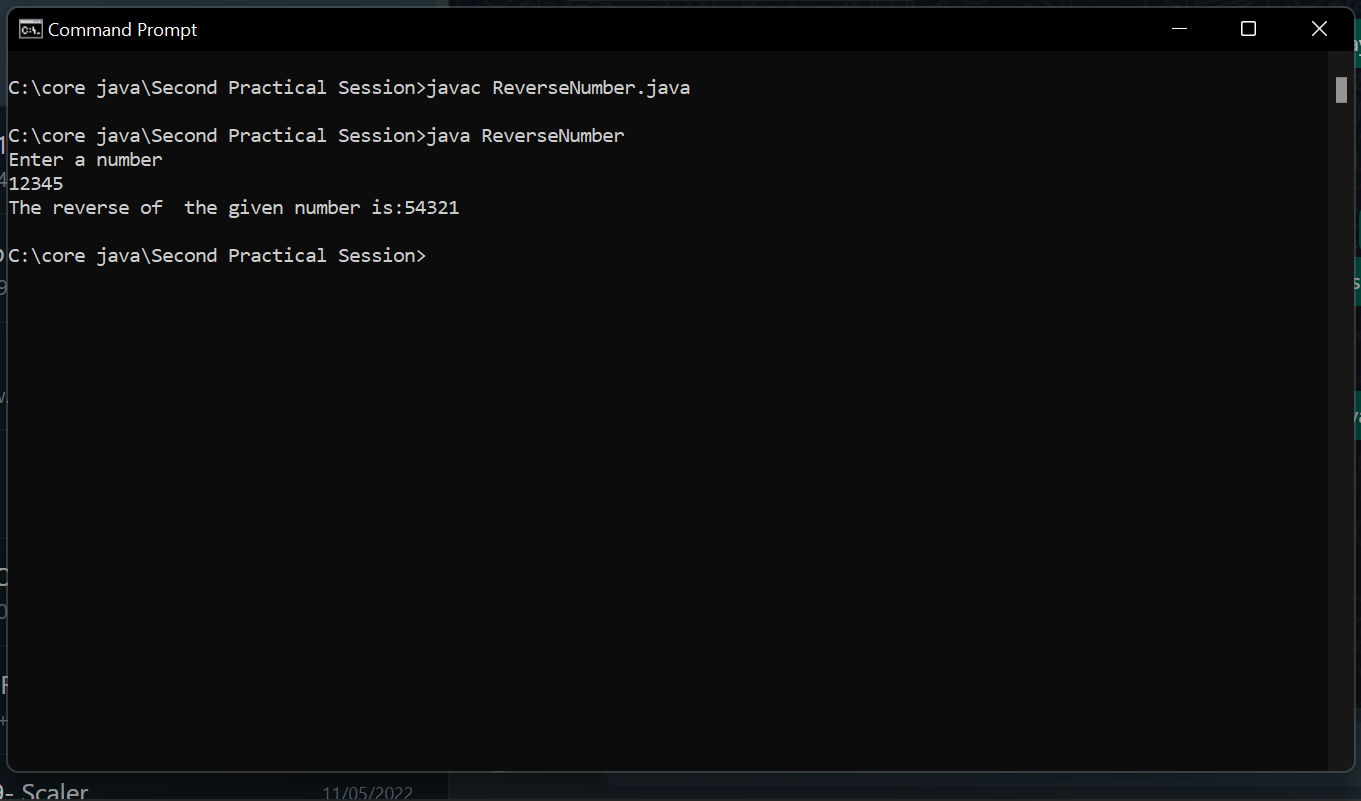 Command Prompt
C:\core java\Second Practical Session>javac ReverseNumber.java
C:\core java\Second Practical Session>java ReverseNumber
Enter a number
12345
The reverse of  the given number is:54321
C:\core java\Second Practical Session>
- Scaler
11/05/2022